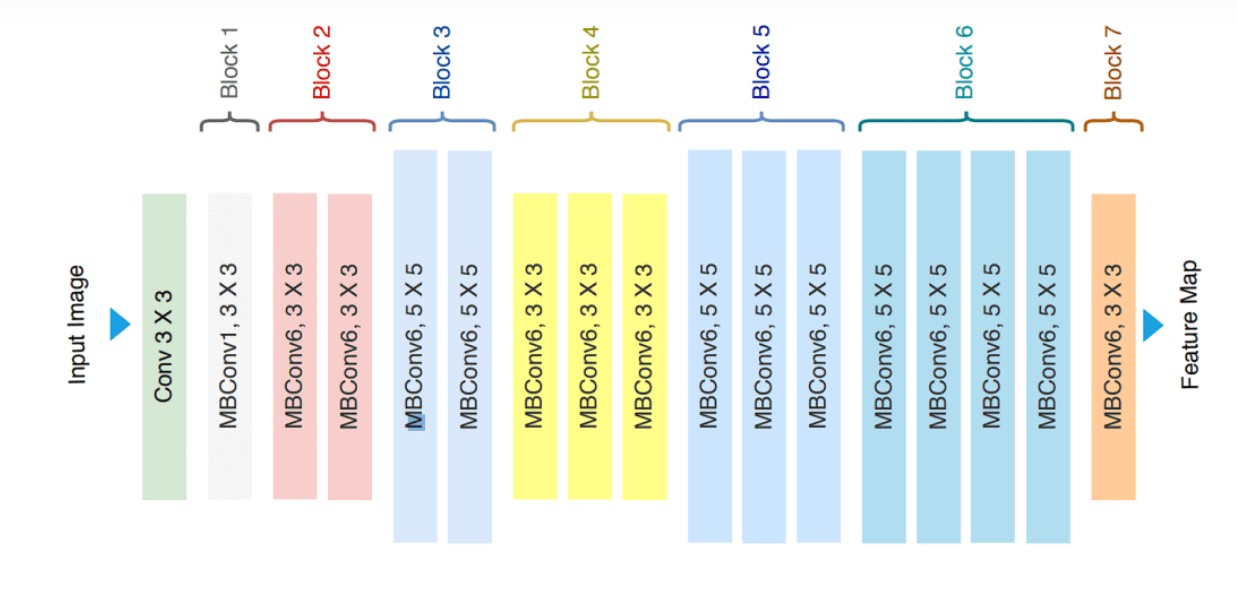 Block 1
Block 2
Block 3
Block 4
Block 5
Block 6
Block 7
Input Image
Conv 3 X 3
MBConv1, 3 X 3
MBConv6, 3 X 3
MBConv6, 3 X 3
MBConv6, 5 X 5
MBConv6, 5 X 5
MBConv6, 3 X 3
MBConv6, 3 X 3
MBConv6, 3 X 3
MBConv6, 5 X 5
MBConv6, 5 X 5
MBConv6, 5 X 5
MBConv6, 5 X 5
MBConv6, 5 X 5
MBConv6, 5 X 5
MBConv6, 5 X 5
MBConv6, 3 X 3
Feature Map